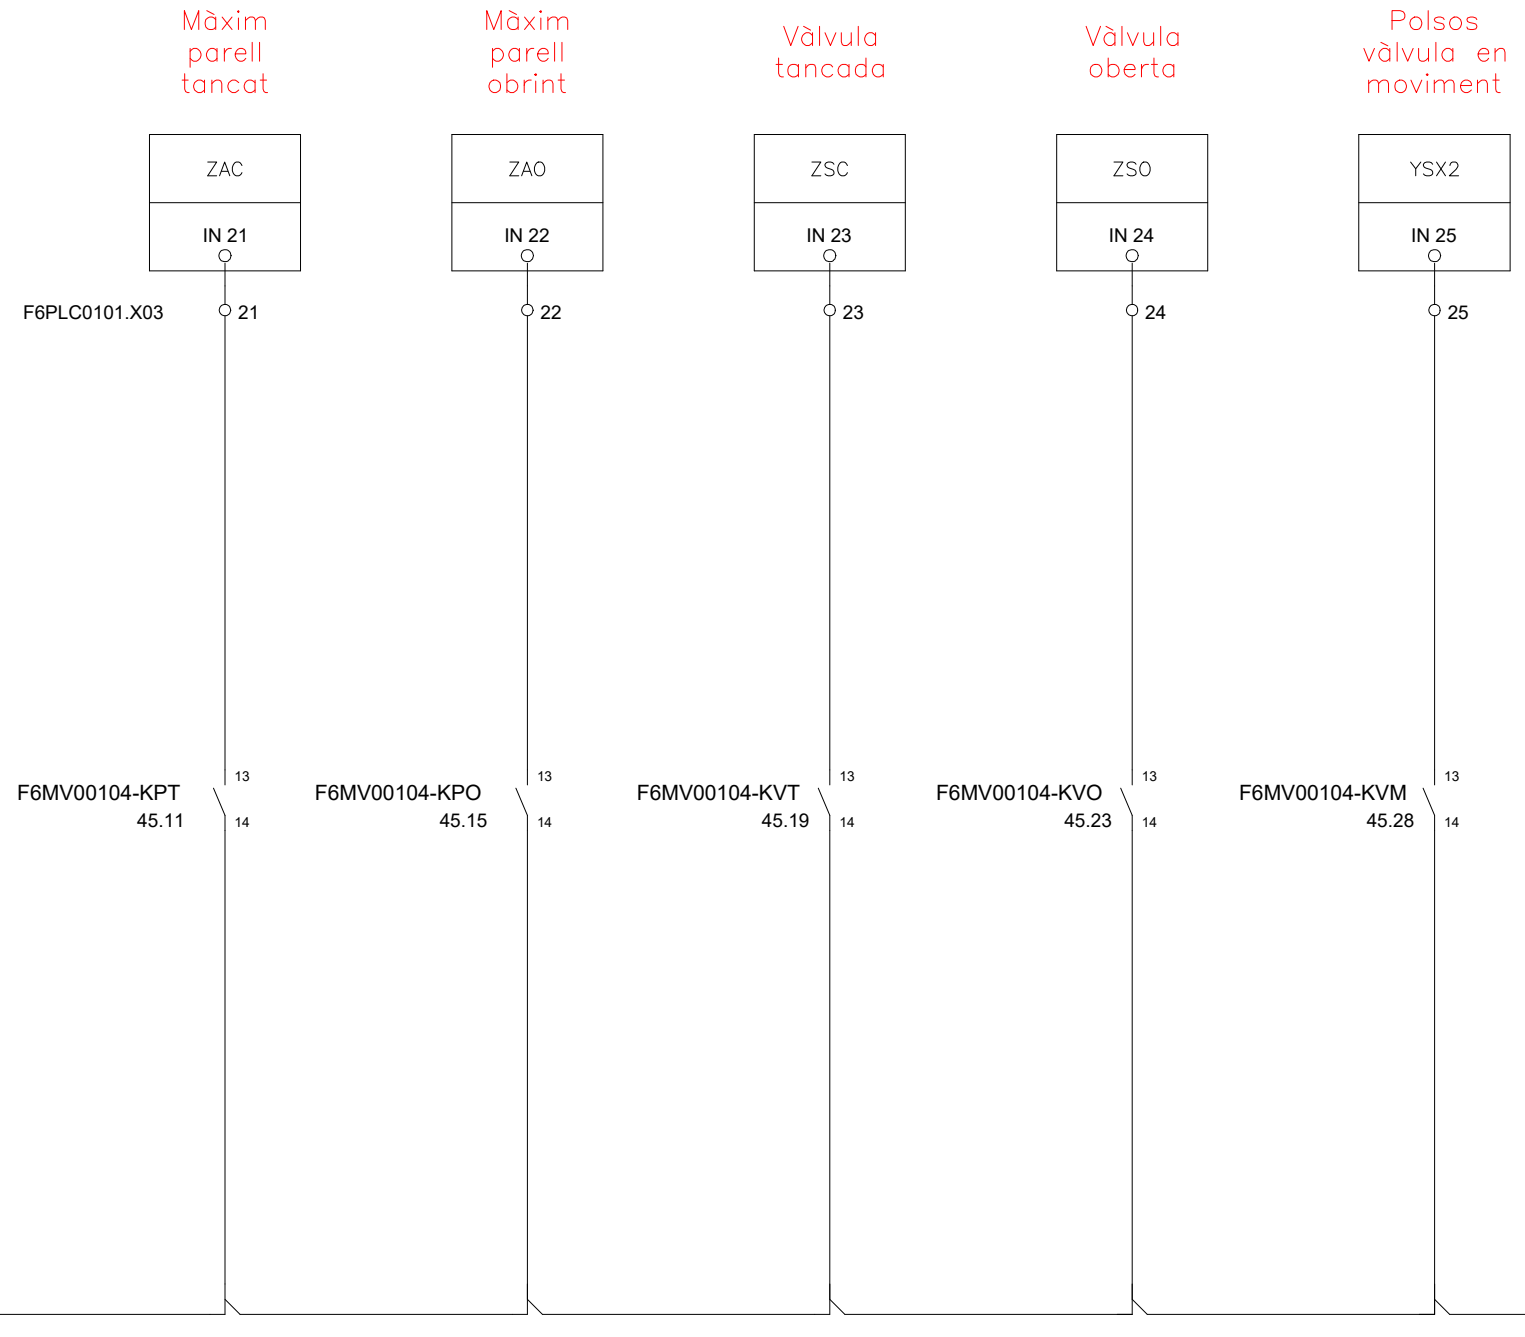 Màxim
parell
tancat
Màxim
parell
obrint
Vàlvula
tancada
Vàlvula
oberta
Polsos
vàlvula en
moviment
ZAC
ZAO
ZSC
ZSO
YSX2
IN 21
IN 22
IN 23
IN 24
IN 25
F6PLC0101.X03
21
22
23
24
25
13
13
13
13
13
F6MV00104-KPT
F6MV00104-KPO
F6MV00104-KVT
F6MV00104-KVO
F6MV00104-KVM
45.11
14
45.15
14
45.19
14
45.23
14
45.28
14